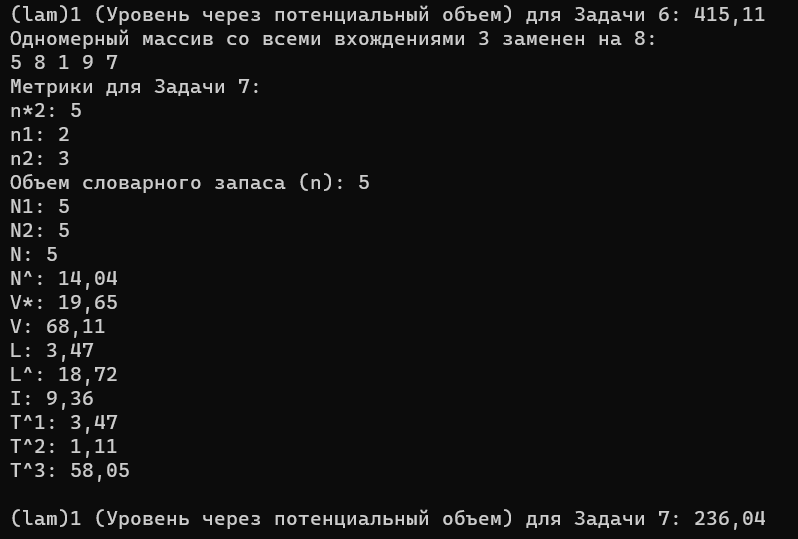 (lam)1 (Уровень через потенциальный объем) для Задачи 6: 415,11
Одномерный массив со всеми вхождениями 3 заменен на 8:
5 8 1 9 7
Метрики для Задачи 7:
n*2: 5
n1: 2
n2: 3
Объем словарного запаса (n): 5
N1: 5
N2: 5
N: 5
N^: 14,04
V*: 19,65
V: 68,11
L: 3,47
L^: 18,72
I: 9,36
T^1: 3,47
T^2: 1,11
T^3: 58,05
(lam)1 (Уровень через потенциальный объем) для Задачи 7: 236,04